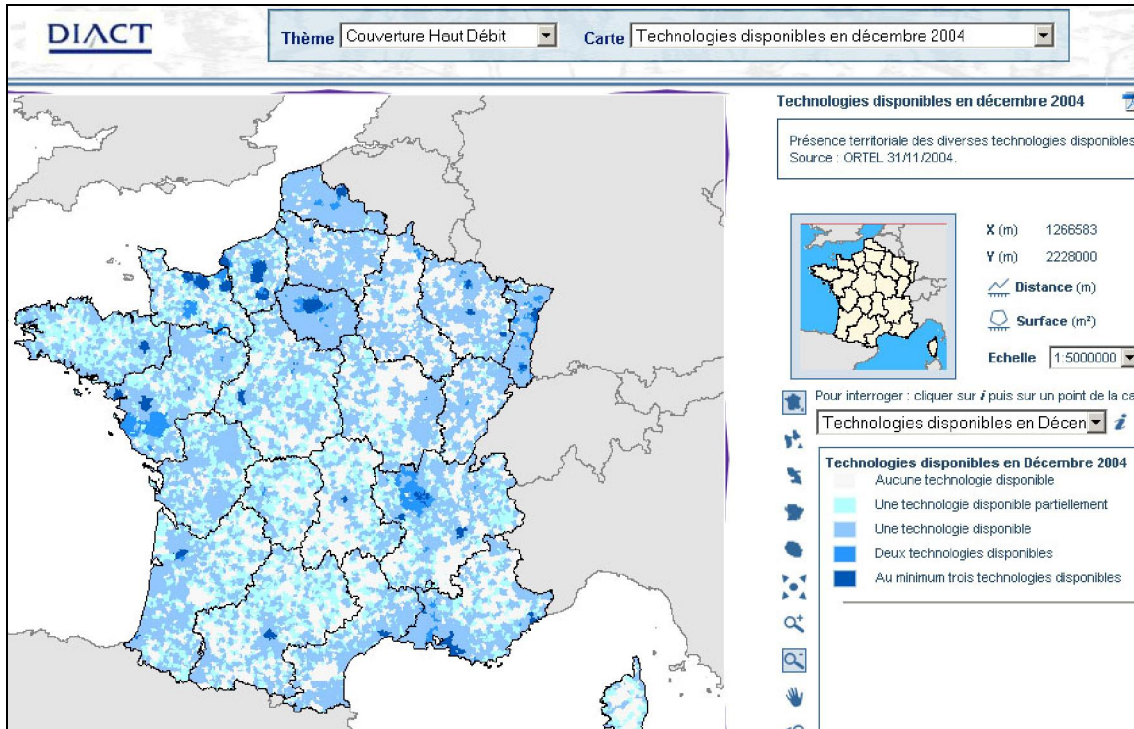 DIACT
Thème Couverture Haut Débit Carte Technologies disponibles en décembre 2004
Technologies disponibles en décembre 2004
Présence territoriale des diverses technologies disponibles
Source : ORTEL 31/11/2004.
X (m) 1266583
Y (m) 2228000
Distance (m)
Surface (m²)
Echelle 1:5000000
Pour interroger : cliquer sur i puis sur un point de la ca
Technologies disponibles en Décen i
Technologies disponibles en Décembre 2004
Aucune technologie disponible
Une technologie disponible partiellement
Une technologie disponible
Deux technologies disponibles
Au minimum trois technologies disponibles